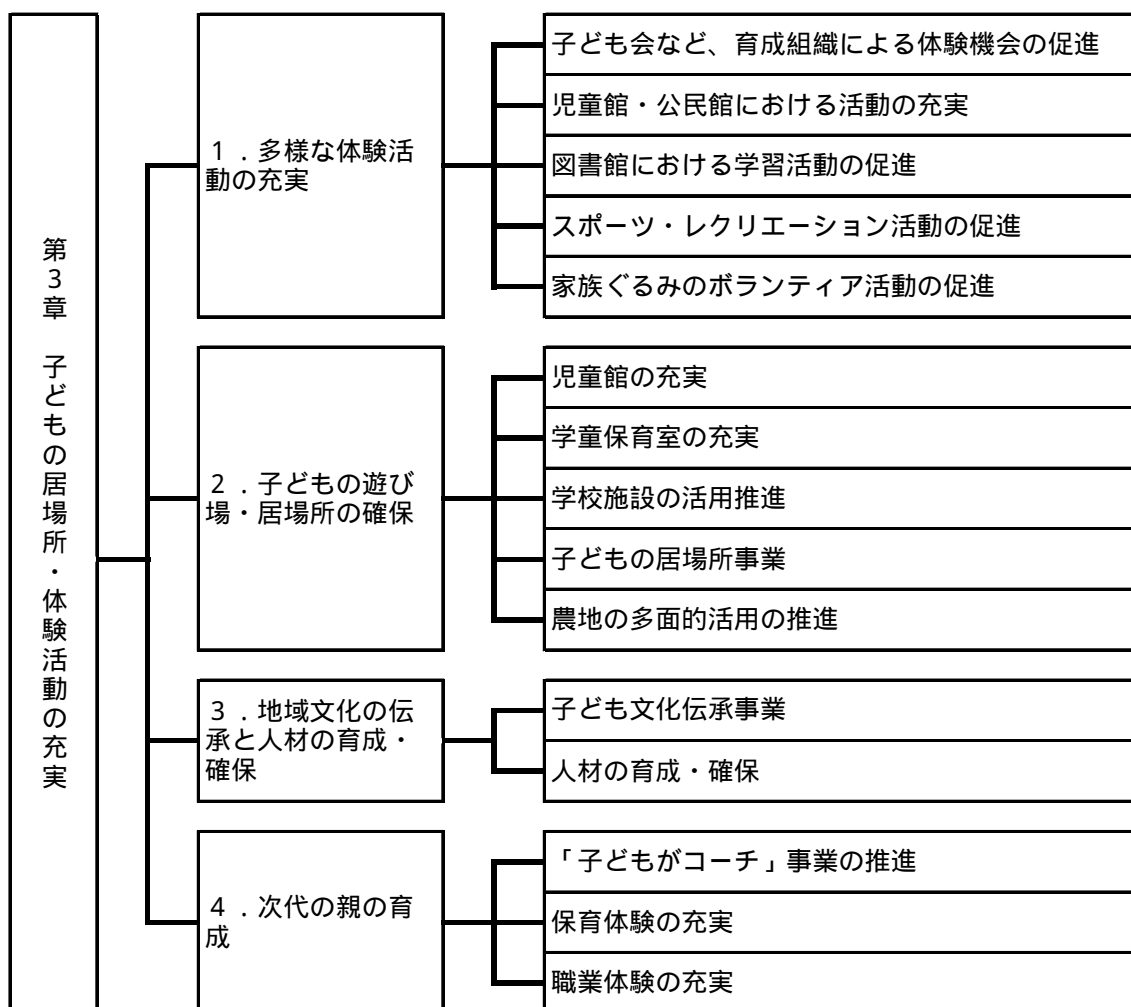 第3章　子どもの居場所・体験活動の充実
1．多様な体験活
動の充実
子ども会など、育成組織による体験機会の促進
児童館・公民館における活動の充実
図書館における学習活動の促進
スポーツ・レクリエーション活動の促進
家族ぐるみのボランティア活動の促進
2．子どもの遊び
場・居場所の確保
児童館の充実
学童保育室の充実
学校施設の活用推進
子どもの居場所事業
農地の多面的活用の推進
3．地域文化の伝
承と人材の育成・
確保
子ども文化伝承事業
人材の育成・確保
4．次代の親の育
成
「子どもがコーチ」事業の推進
保育体験の充実
職業体験の充実